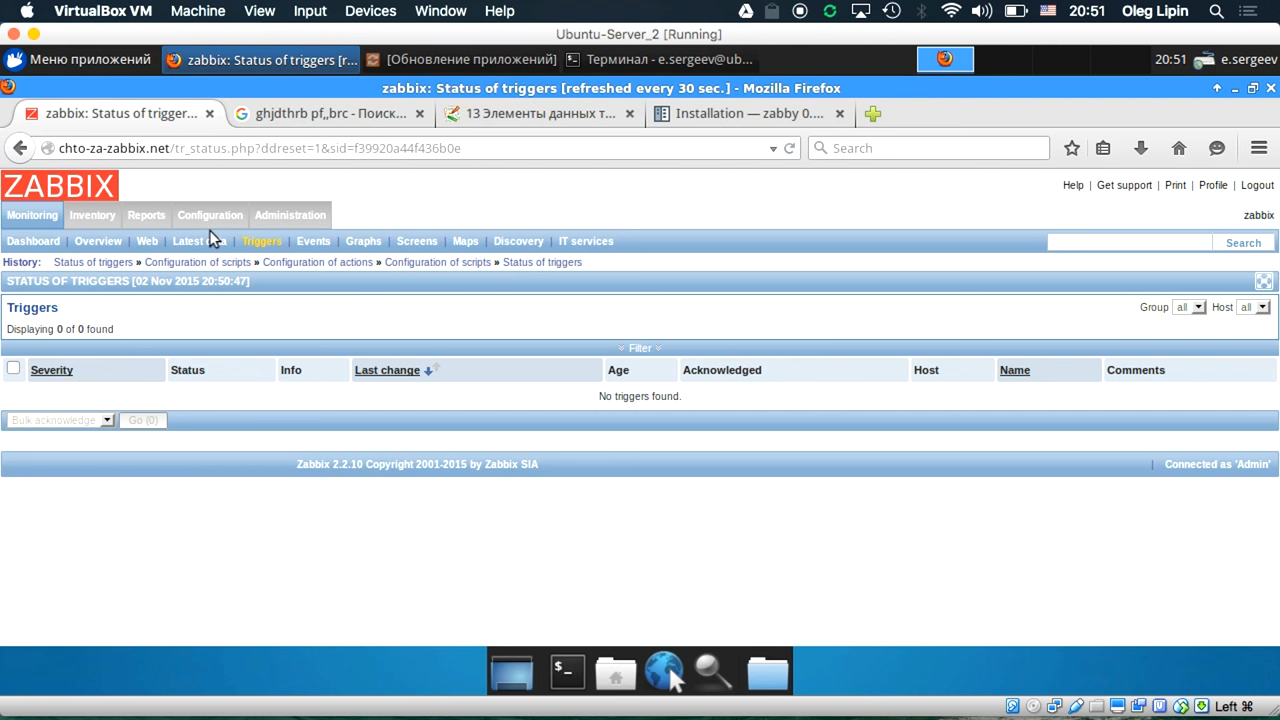 VirtualBox VM Machine View Input Devices Window Help 20:51 Oleg Lipin
Ubuntu-Server_2 [Running]
Меню приложений zabbix: Status of triggers [r... [Обновление приложений] Терминал - e.sergeev@ub... 20:51 e.sergeev
zabbix: Status of triggers [refreshed every 30 sec.] - Mozilla Firefox
zabbix: Status of trigger... ghjdthrb pf,,brc - Поиск... 13 Элементы данных т... Installation — zabby 0....
chto-za-zabbix.net/tr_status.php?ddreset=1&sid=f39920a44f436b0e Search
ZABBIX
Help | Get support | Print | Profile | Logout
Monitoring Inventory Reports Configuration Administration zabbix
Dashboard | Overview | Web | Latest data | Triggers | Events | Graphs | Screens | Maps | Discovery | IT services Search
History: Status of triggers » Configuration of scripts » Configuration of actions » Configuration of scripts » Status of triggers
STATUS OF TRIGGERS [02 Nov 2015 20:50:47]
Triggers Group all Host all
Displaying 0 of 0 found
Filter
Severity Status Info Last change Age Acknowledged Host Name Comments
No triggers found.
Bulk acknowledge Go (0)
Zabbix 2.2.10 Copyright 2001-2015 by Zabbix SIA | Connected as 'Admin'
$_
Left ⌘